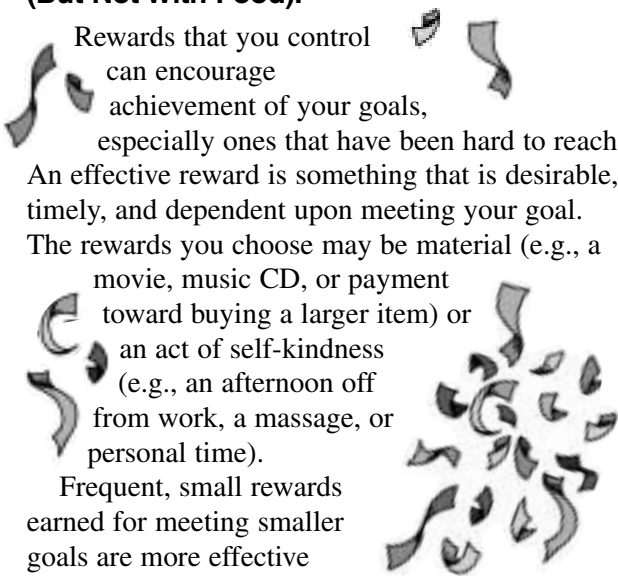 (But Not with Food).
Rewards that you control
can encourage
achievement of your goals,
especially ones that have been hard to reach
An effective reward is something that is desirable,
timely, and dependent upon meeting your goal.
The rewards you choose may be material (e.g., a
movie, music CD, or payment
toward buying a larger item) or
an act of self-kindness
(e.g., an afternoon off
from work, a massage, or
personal time).
Frequent, small rewards
earned for meeting smaller
goals are more effective